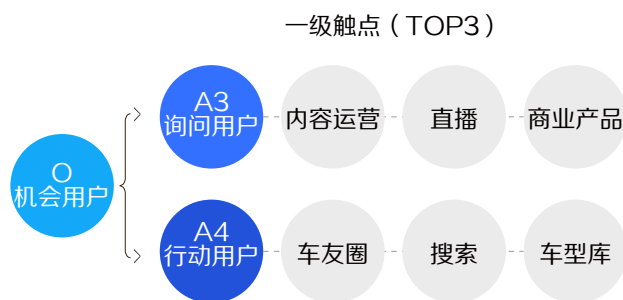 一级触点（TOP3）
O
机会用户
A3
询问用户
内容运营
直播
商业产品
A4
行动用户
车友圈
搜索
车型库